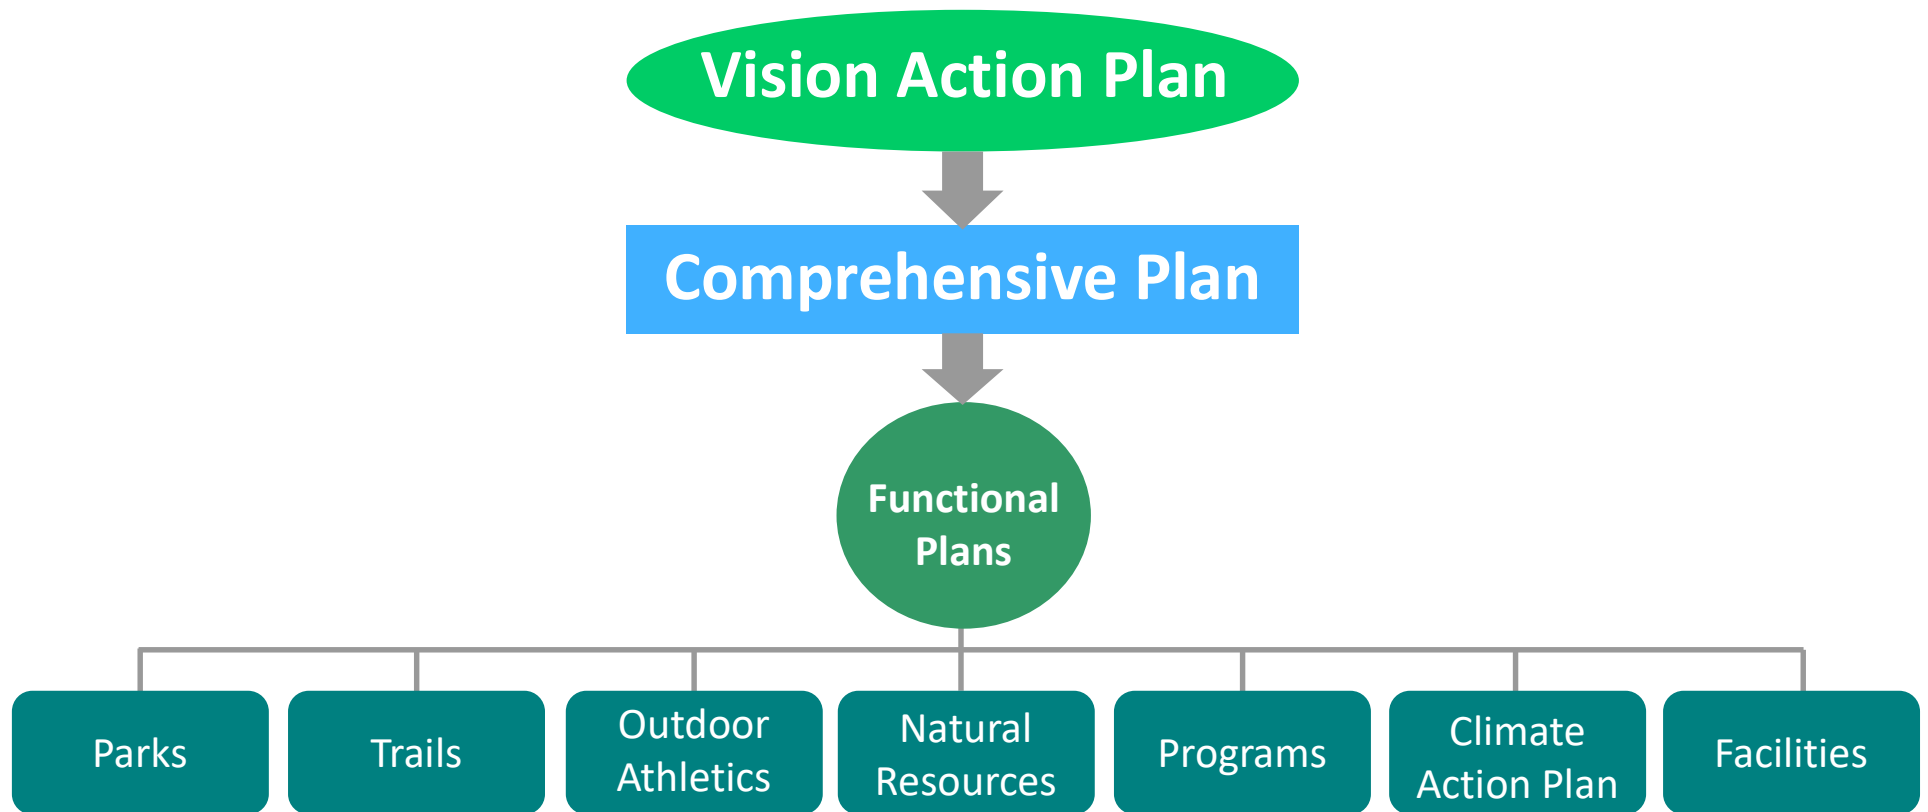 Vision Action Plan
Comprehensive Plan
Functional
Plans
Parks
Trails
Outdoor
Athletics
Natural
Resources
Programs
Climate
Action Plan
Facilities